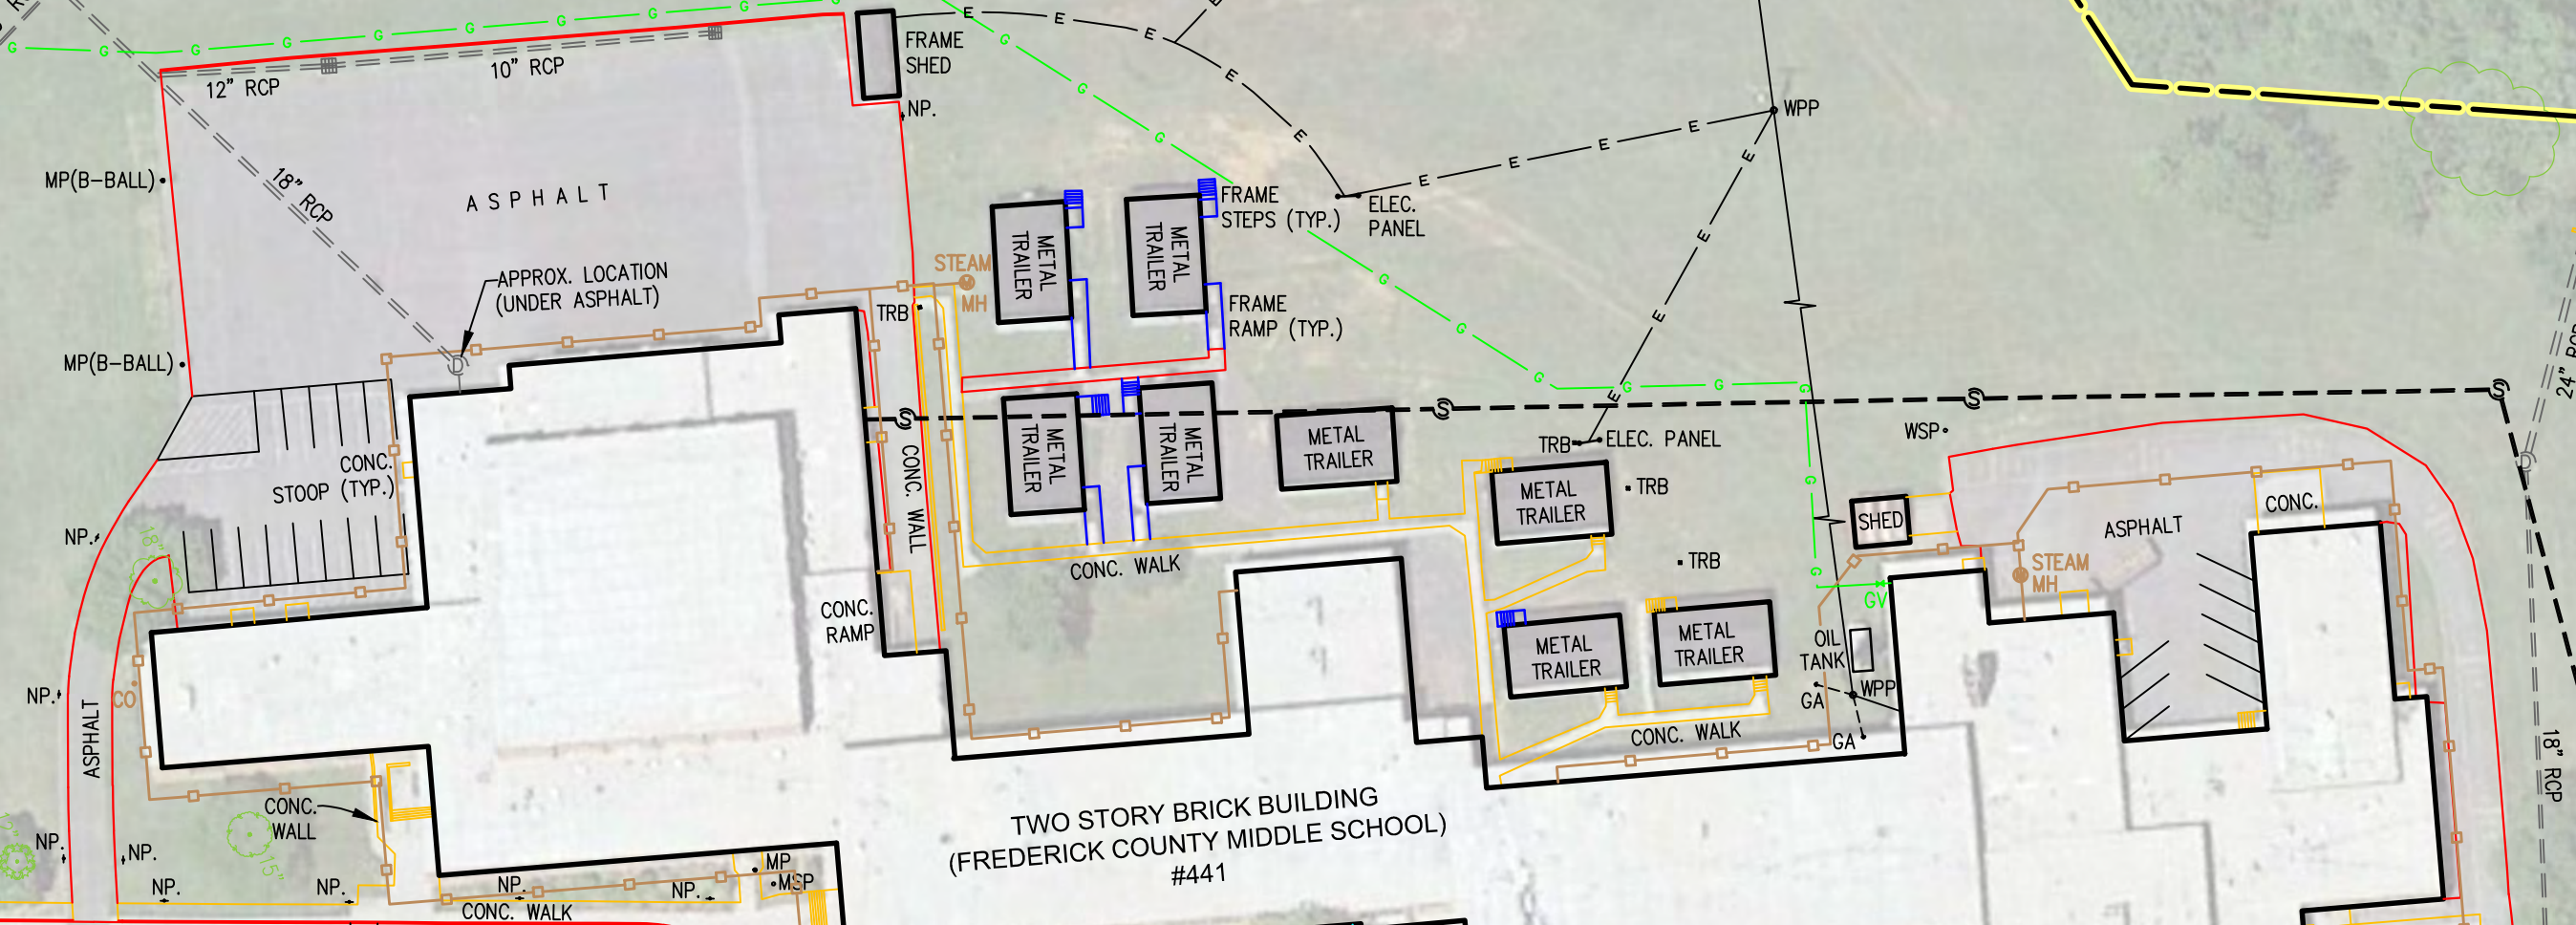 FRAME
SHED
NP.
12" RCP
10" RCP
18" RCP
MP(B-BALL)
MP(B-BALL)
ASPHALT
APPROX. LOCATION
(UNDER ASPHALT)
WPP
ELEC.
PANEL
FRAME
STEPS (TYP.)
FRAME
RAMP (TYP.)
METAL
TRAILER
METAL
TRAILER
STEAM
MH
TRB
METAL
TRAILER
METAL
TRAILER
METAL
TRAILER
TRB
ELEC. PANEL
WSP
24" RCP
CONC.
STOOP (TYP.)
CONC. WALL
METAL
TRAILER
TRB
SHED
ASPHALT
CONC.
NP.
18"
CONC. WALK
TRB
STEAM
MH
GV
CONC.
RAMP
METAL
TRAILER
METAL
TRAILER
OIL
TANK
WPP
GA
GA
CONC. WALK
NP.
CO
ASPHALT
18" RCP
CONC.
WALL
TWO STORY BRICK BUILDING
(FREDERICK COUNTY MIDDLE SCHOOL)
#441
12"
NP.
NP.
15"
MP
MSP
NP.
NP.
NP.
NP.
CONC. WALK